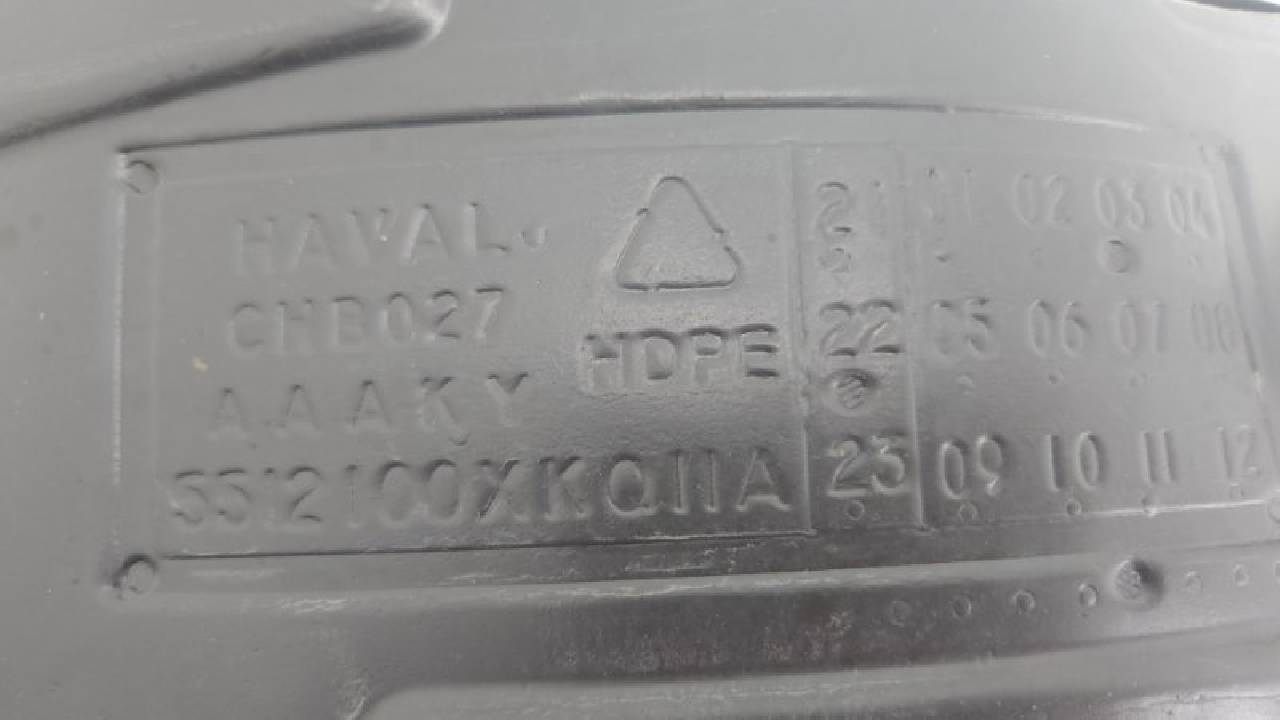 HAVAL
CHB027
AAAKY
5512100XKQ11A
HDPE
21 01 02 03 04
22 05 06 07 08
23 09 10 11 12